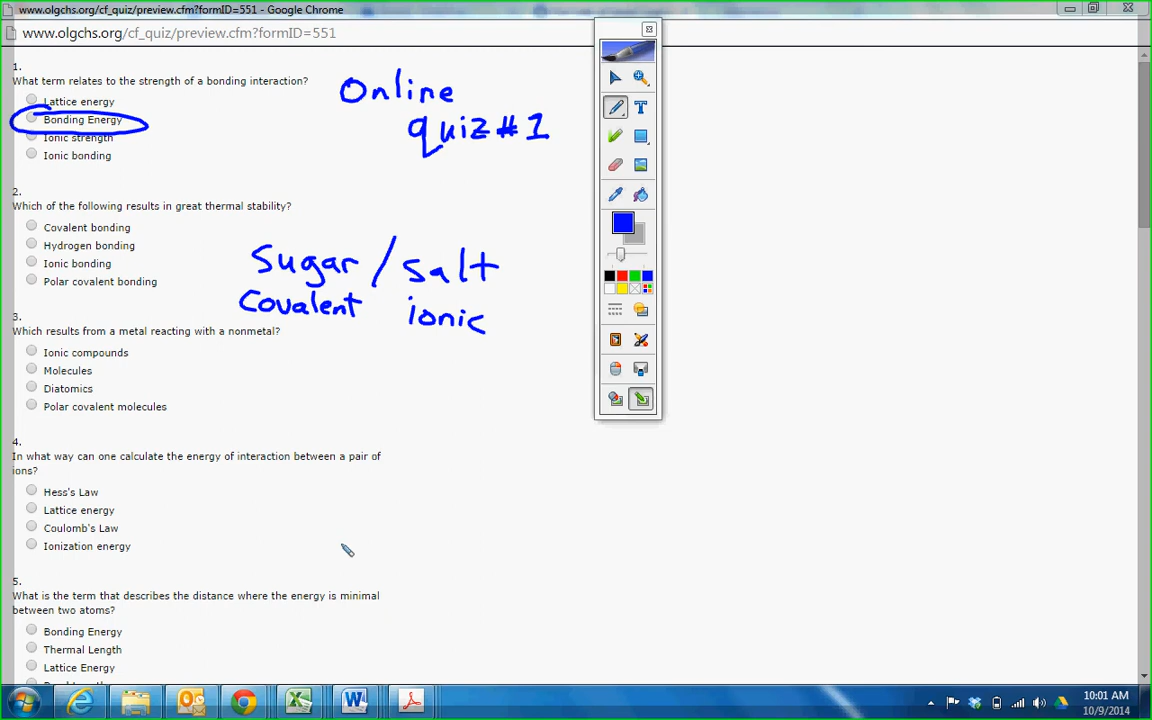 www.olgchs.org/cf_quiz/preview.cfm?formID=551 - Google Chrome
www.olgchs.org/cf_quiz/preview.cfm?formID=551
1.
What term relates to the strength of a bonding interaction?
Lattice energy
Bonding Energy
Ionic strength
Ionic bonding
Online
quiz #1
2.
Which of the following results in great thermal stability?
Covalent bonding
Hydrogen bonding
Ionic bonding
Polar covalent bonding
Sugar / salt
Covalent ionic
3.
Which results from a metal reacting with a nonmetal?
Ionic compounds
Molecules
Diatomics
Polar covalent molecules
4.
In what way can one calculate the energy of interaction between a pair of
ions?
Hess's Law
Lattice energy
Coulomb's Law
Ionization energy
5.
What is the term that describes the distance where the energy is minimal
between two atoms?
Bonding Energy
Thermal Length
Lattice Energy
10:01 AM
10/9/2014